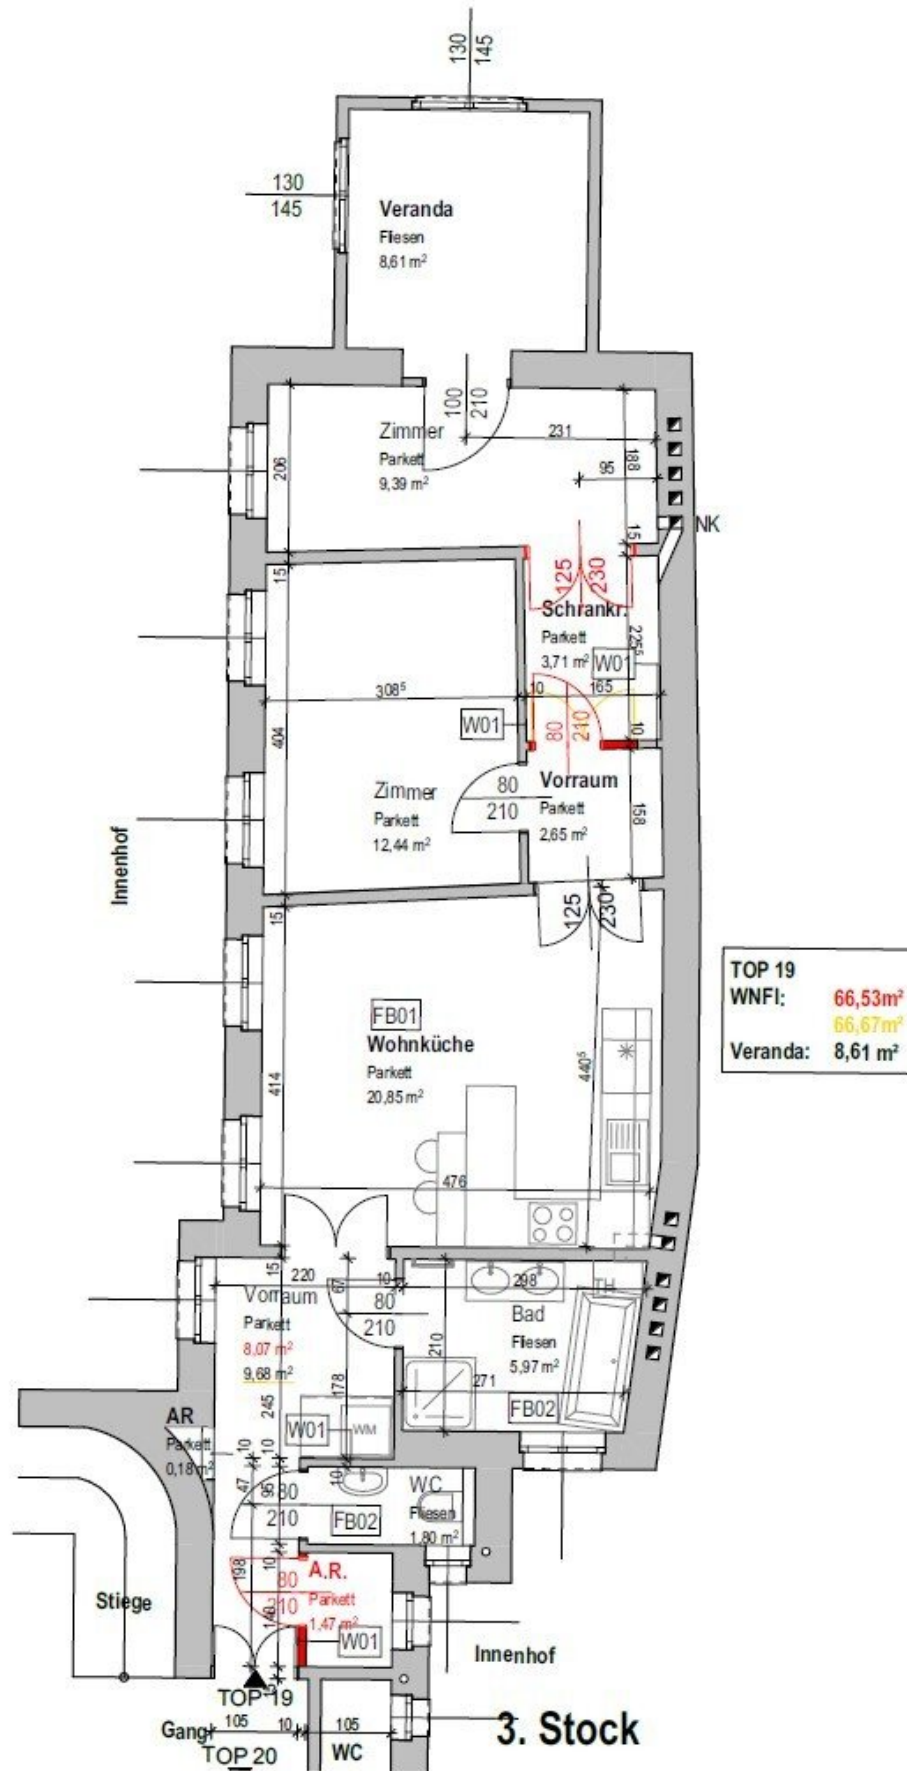 130
145
130
145
Veranda
Fliesen
8,61 m²
100
210
231
Zimmer
Parkett
9,39 m²
206
95
188
15
NK
125
230
15
Schrankr.
Parkett
3,71 m²
225⁵
W01
308⁵
10
165
W01
404
80
210
10
Zimmer
Parkett
12,44 m²
80
210
Vorraum
Parkett
2,65 m²
158
Innenhof
15
125
230
FB01
Wohnküche
Parkett
20,85 m²
414
440⁵
TOP 19
WNFl: 66,53m²
66,67m²
Veranda: 8,61 m²
476
15
220
67
10
298
TH
Vorraum
Parkett
8,07 m²
9,68 m²
80
210
210
Bad
Fliesen
5,97 m²
271
FB02
245
178
AR
Parkett
0,18 m²
W01
WM
10
10
10
47
95
80
210
WC
Fliesen
1,80 m²
FB02
198
10
80
210
A.R.
Parkett
1,47 m²
140
W01
Stiege
Innenhof
15
TOP 19
Gang
105
10
105
TOP 20
WC
3. Stock